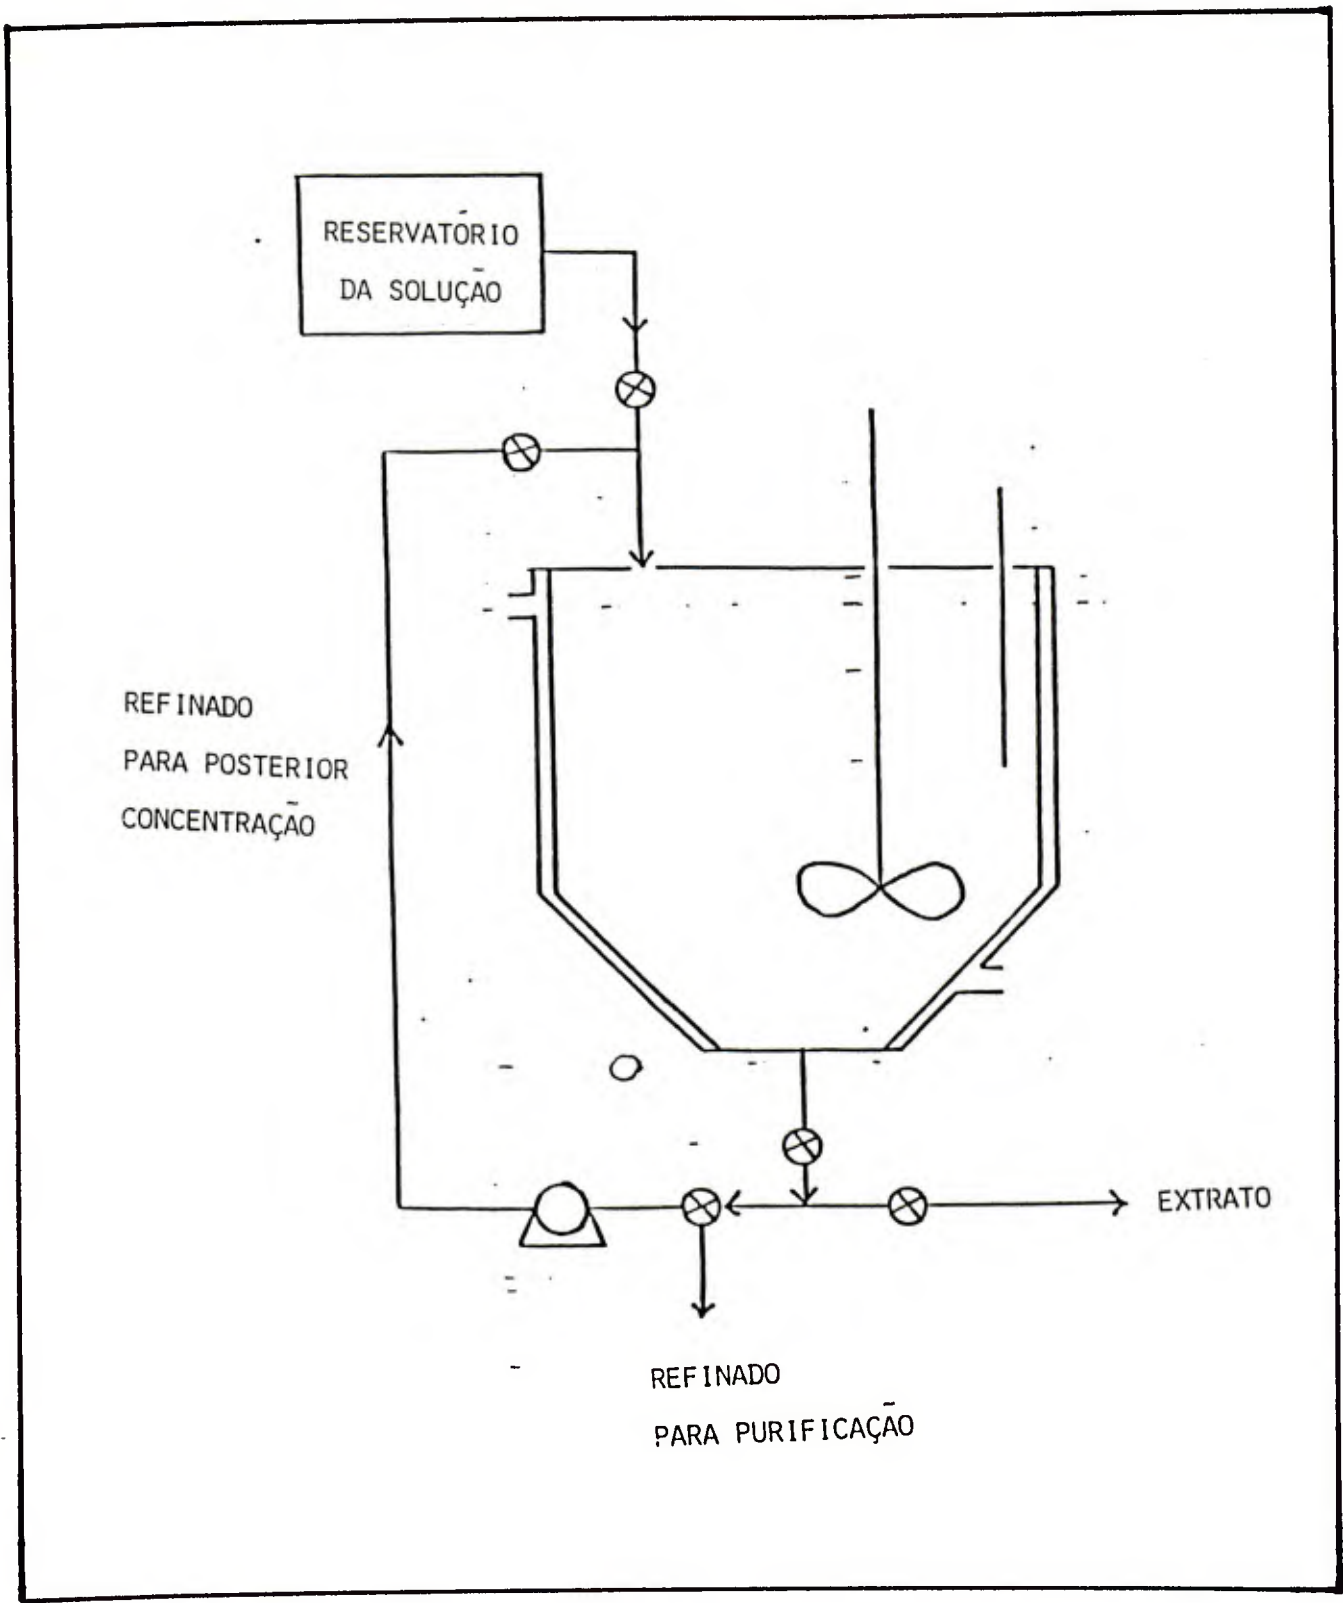 RESERVATÓRIO
DA SOLUÇÃO
REFINADO
PARA POSTERIOR
CONCENTRAÇÃO
EXTRATO
REFINADO
PARA PURIFICAÇÃO